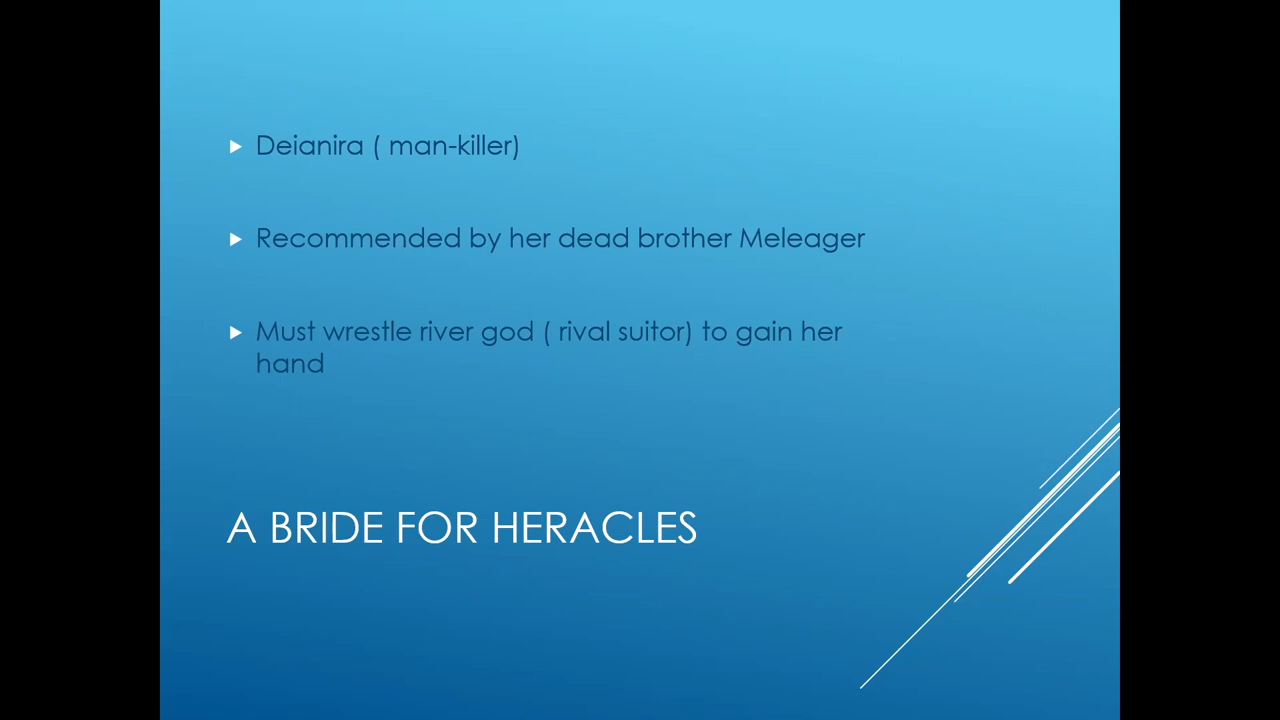 Deianira ( man-killer)
Recommended by her dead brother Meleager
Must wrestle river god ( rival suitor) to gain her
hand
A BRIDE FOR HERACLES